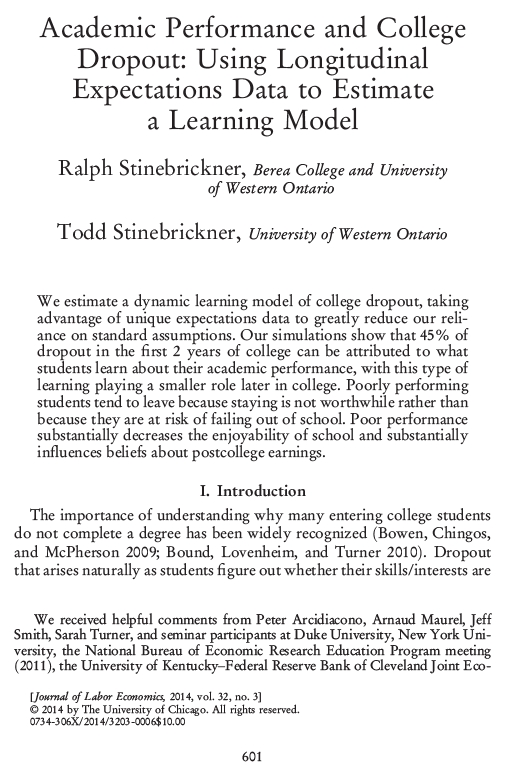 Academic Performance and College
Dropout: Using Longitudinal
Expectations Data to Estimate
a Learning Model
Ralph Stinebrickner, Berea College and University
of Western Ontario
Todd Stinebrickner, University of Western Ontario
We estimate a dynamic learning model of college dropout, taking
advantage of unique expectations data to greatly reduce our reli-
ance on standard assumptions. Our simulations show that 45% of
dropout in the first 2 years of college can be attributed to what
students learn about their academic performance, with this type of
learning playing a smaller role later in college. Poorly performing
students tend to leave because staying is not worthwhile rather than
because they are at risk of failing out of school. Poor performance
substantially decreases the enjoyability of school and substantially
influences beliefs about postcollege earnings.
I. Introduction
The importance of understanding why many entering college students
do not complete a degree has been widely recognized (Bowen, Chingos,
and McPherson 2009; Bound, Lovenheim, and Turner 2010). Dropout
that arises naturally as students figure out whether their skills/interests are
We received helpful comments from Peter Arcidiacono, Arnaud Maurel, Jeff
Smith, Sarah Turner, and seminar participants at Duke University, New York Uni-
versity, the National Bureau of Economic Research Education Program meeting
(2011), the University of Kentucky–Federal Reserve Bank of Cleveland Joint Eco-
[Journal of Labor Economics, 2014, vol. 32, no. 3]
© 2014 by The University of Chicago. All rights reserved.
0734-306X/2014/3203-0006$10.00
601